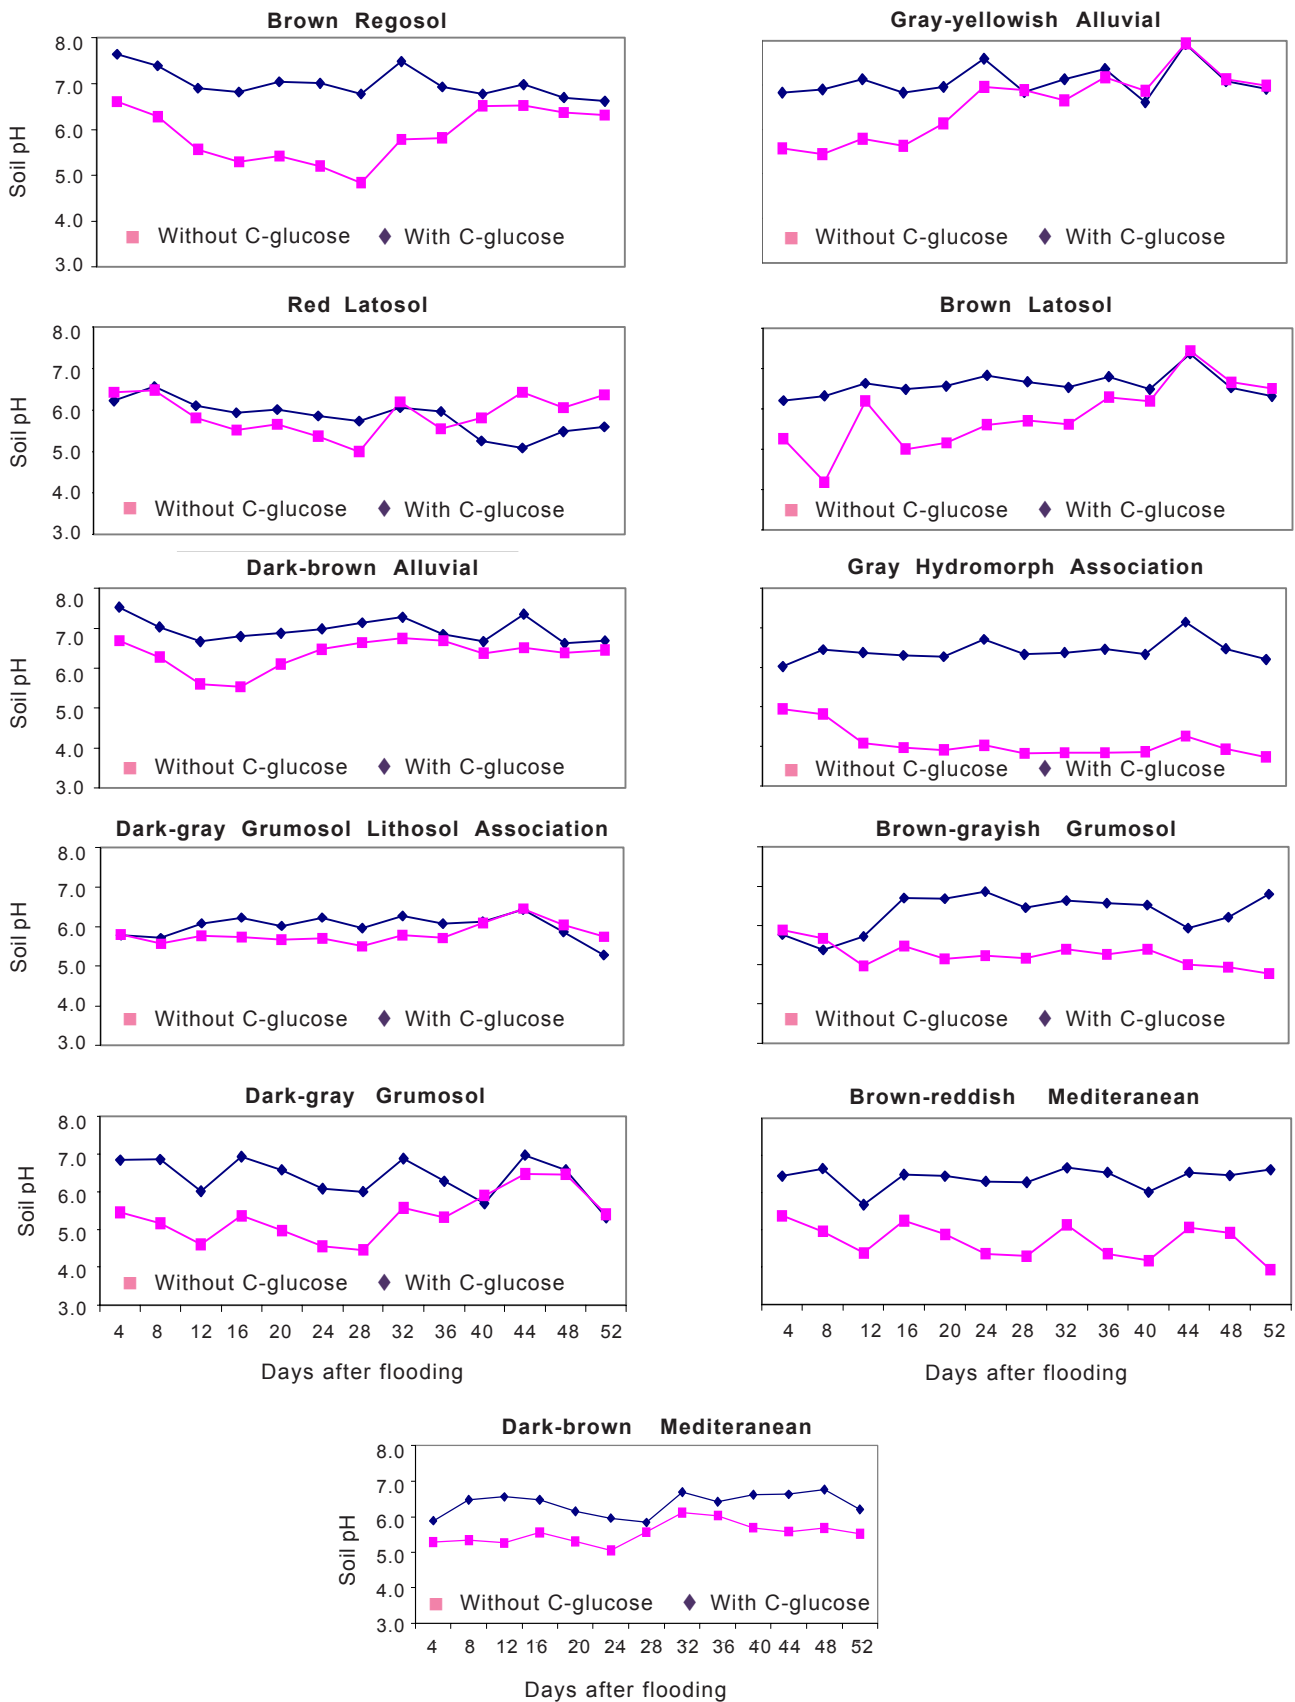 Brown Regosol
8.0
7.0
6.0
5.0
4.0
3.0
Soil pH
Without C-glucose With C-glucose
Gray-yellowish Alluvial
Without C-glucose With C-glucose
Red Latosol
8.0
7.0
6.0
5.0
4.0
3.0
Soil pH
Without C-glucose With C-glucose
Brown Latosol
Without C-glucose With C-glucose
Dark-brown Alluvial
8.0
7.0
6.0
5.0
4.0
3.0
Soil pH
Without C-glucose With C-glucose
Gray Hydromorph Association
Without C-glucose With C-glucose
Dark-gray Grumosol Lithosol Association
8.0
7.0
6.0
5.0
4.0
3.0
Soil pH
Without C-glucose With C-glucose
Brown-grayish Grumosol
Without C-glucose With C-glucose
Dark-gray Grumosol
8.0
7.0
6.0
5.0
4.0
3.0
Soil pH
Without C-glucose With C-glucose
4 8 12 16 20 24 28 32 36 40 44 48 52
Days after flooding
Brown-reddish Mediteranean
4 8 12 16 20 24 28 32 36 40 44 48 52
Days after flooding
Dark-brown Mediteranean
8.0
7.0
6.0
5.0
4.0
3.0
Soil pH
Without C-glucose With C-glucose
4 8 12 16 20 24 28 32 36 40 44 48 52
Days after flooding